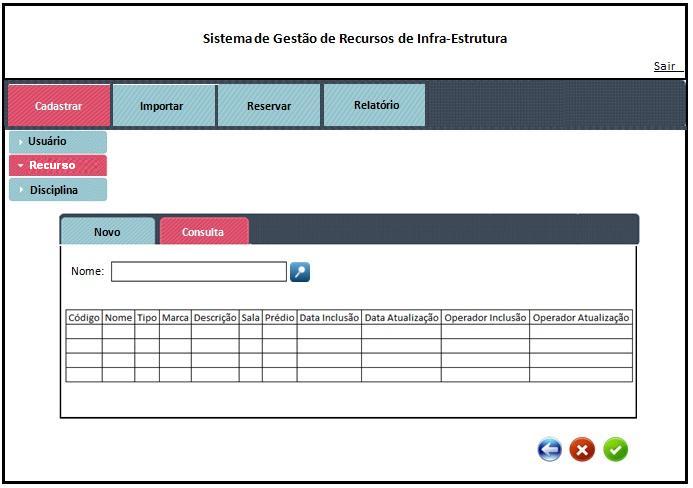 Sistema de Gestão de Recursos de Infra-Estrutura
Sair
Cadastrar Importar Reservar Relatório
Usuário
Recurso
Disciplina
Novo Consulta
Nome:
Código Nome Tipo Marca Descrição Sala Prédio Data Inclusão Data Atualização Operador Inclusão Operador Atualização